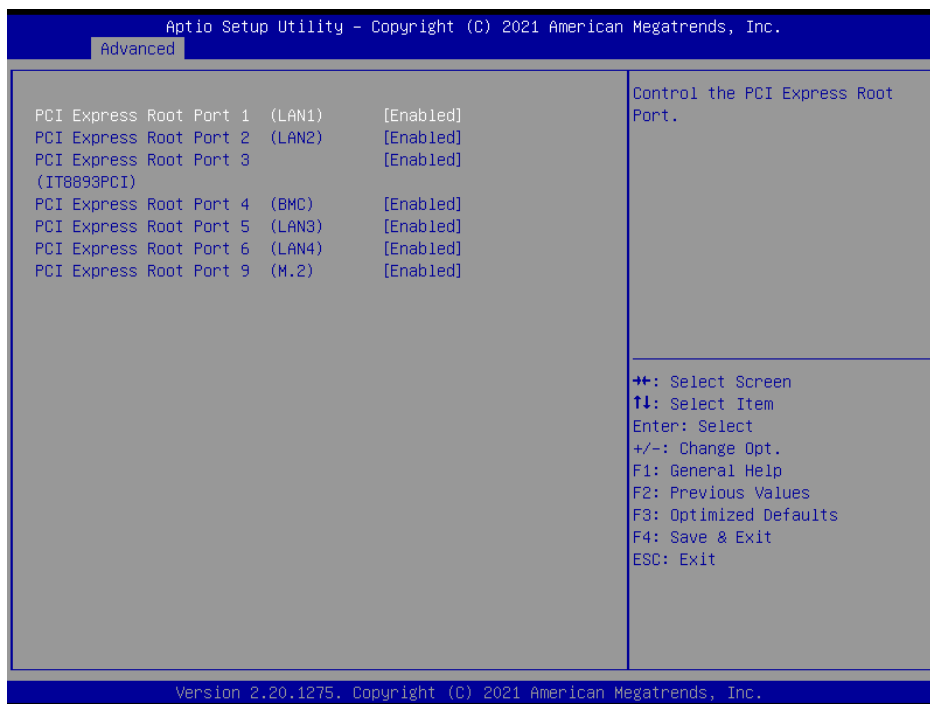 Aptio Setup Utility – Copyright (C) 2021 American Megatrends, Inc.
Advanced
PCI Express Root Port 1 (LAN1) [Enabled]
PCI Express Root Port 2 (LAN2) [Enabled]
PCI Express Root Port 3 [Enabled]
(IT8893PCI)
PCI Express Root Port 4 (BMC) [Enabled]
PCI Express Root Port 5 (LAN3) [Enabled]
PCI Express Root Port 6 (LAN4) [Enabled]
PCI Express Root Port 9 (M.2) [Enabled]
Control the PCI Express Root
Port.
→←: Select Screen
↑↓: Select Item
Enter: Select
+/-: Change Opt.
F1: General Help
F2: Previous Values
F3: Optimized Defaults
F4: Save & Exit
ESC: Exit
Version 2.20.1275. Copyright (C) 2021 American Megatrends, Inc.